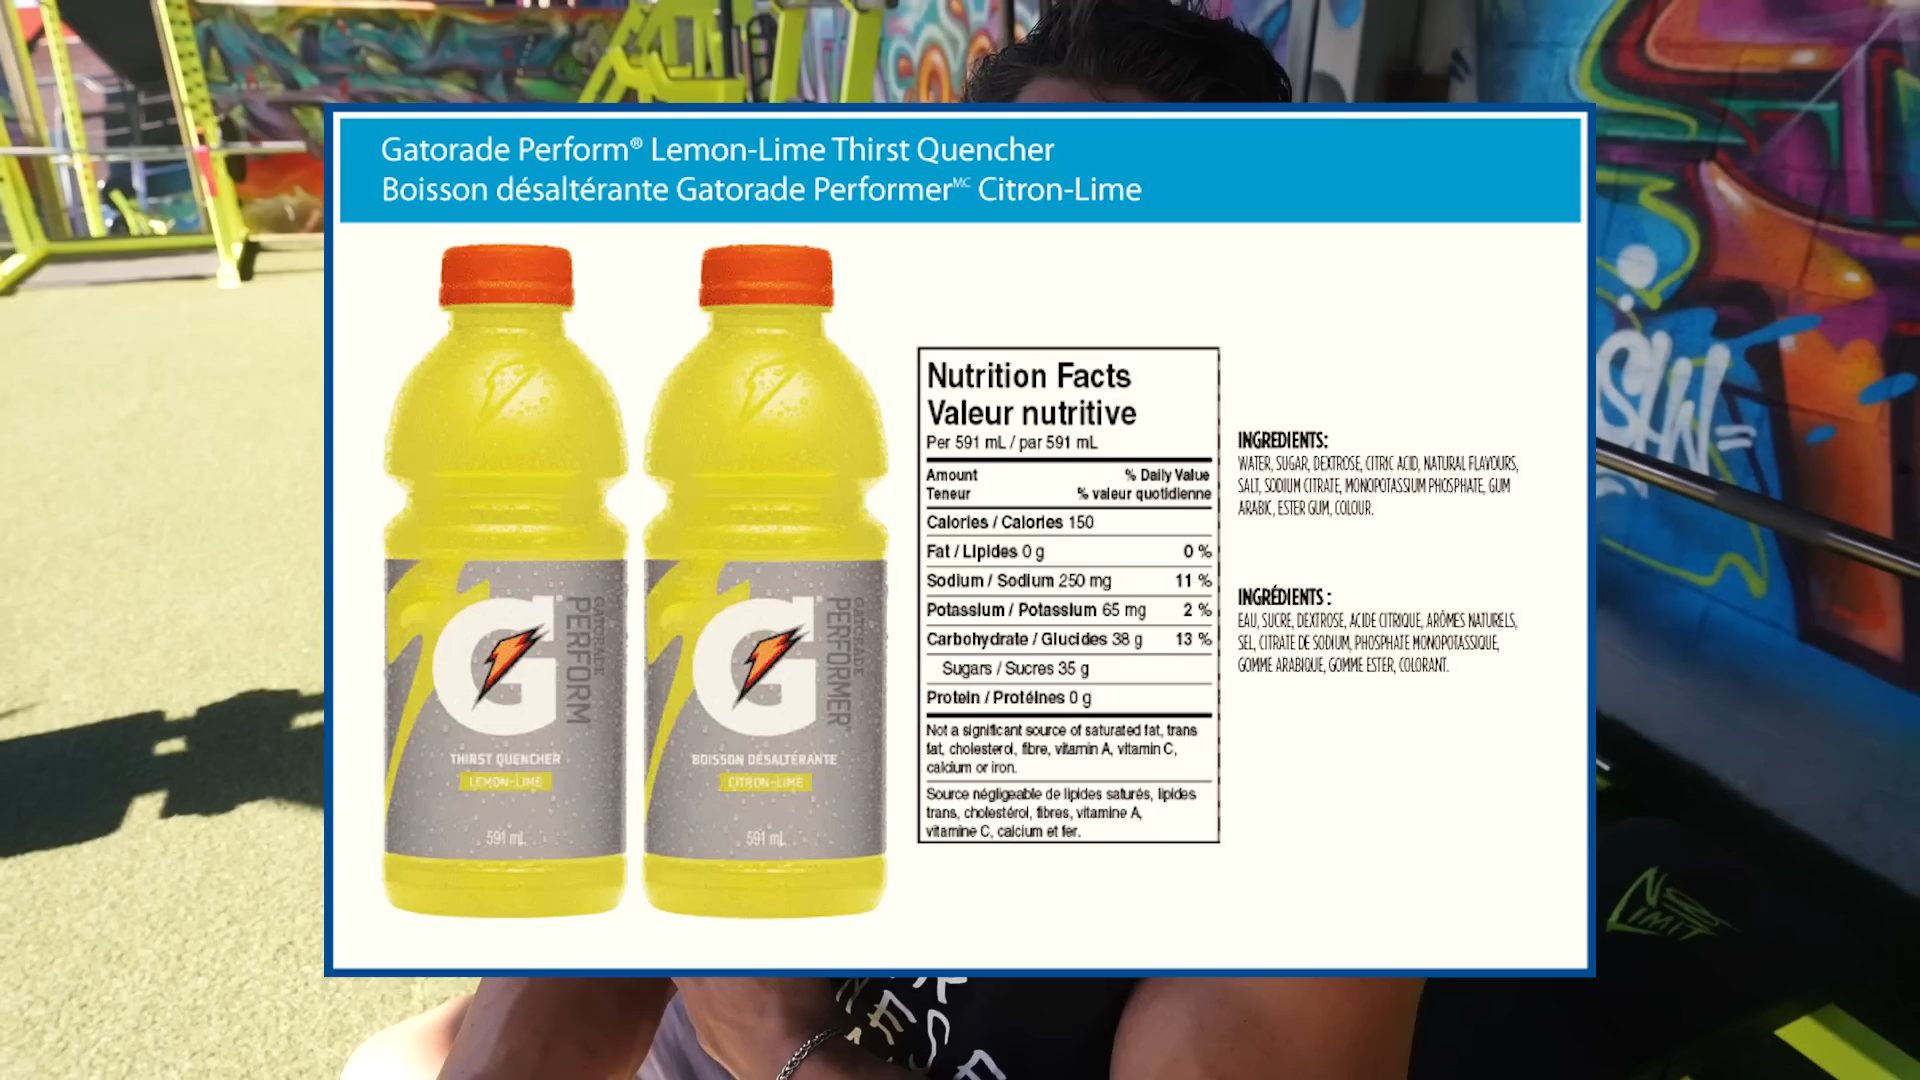 Gatorade Perform® Lemon-Lime Thirst Quencher
Boisson désaltérante Gatorade Performer MC Citron-Lime
G
GATORADE
PERFORM
THIRST QUENCHER
LEMON-LIME
591 mL
G
GATORADE
PERFORMER
BOISSON DÉSALTÉRANTE
CITRON-LIME
591 mL
Nutrition Facts
Valeur nutritive
Per 591 mL / par 591 mL
Amount % Daily Value
Teneur % valeur quotidienne
Calories / Calories 150
Fat / Lipides 0 g 0 %
Sodium / Sodium 250 mg 11 %
Potassium / Potassium 65 mg 2 %
Carbohydrate / Glucides 38 g 13 %
Sugars / Sucres 35 g
Protein / Protéines 0 g
Not a significant source of saturated fat, trans
fat, cholesterol, fibre, vitamin A, vitamin C,
calcium or iron.
Source négligeable de lipides saturés, lipides
trans, cholestérol, fibres, vitamine A,
vitamine C, calcium et fer.
INGREDIENTS:
WATER, SUGAR, DEXTROSE, CITRIC ACID, NATURAL FLAVOURS,
SALT, SODIUM CITRATE, MONOPOTASSIUM PHOSPHATE, GUM
ARABIC, ESTER GUM, COLOUR.
INGRÉDIENTS :
EAU, SUCRE, DEXTROSE, ACIDE CITRIQUE, ARÔMES NATURELS,
SEL, CITRATE DE SODIUM, PHOSPHATE MONOPOTASSIQUE,
GOMME ARABIQUE, GOMME ESTER, COLORANT.
NO
LIMIT